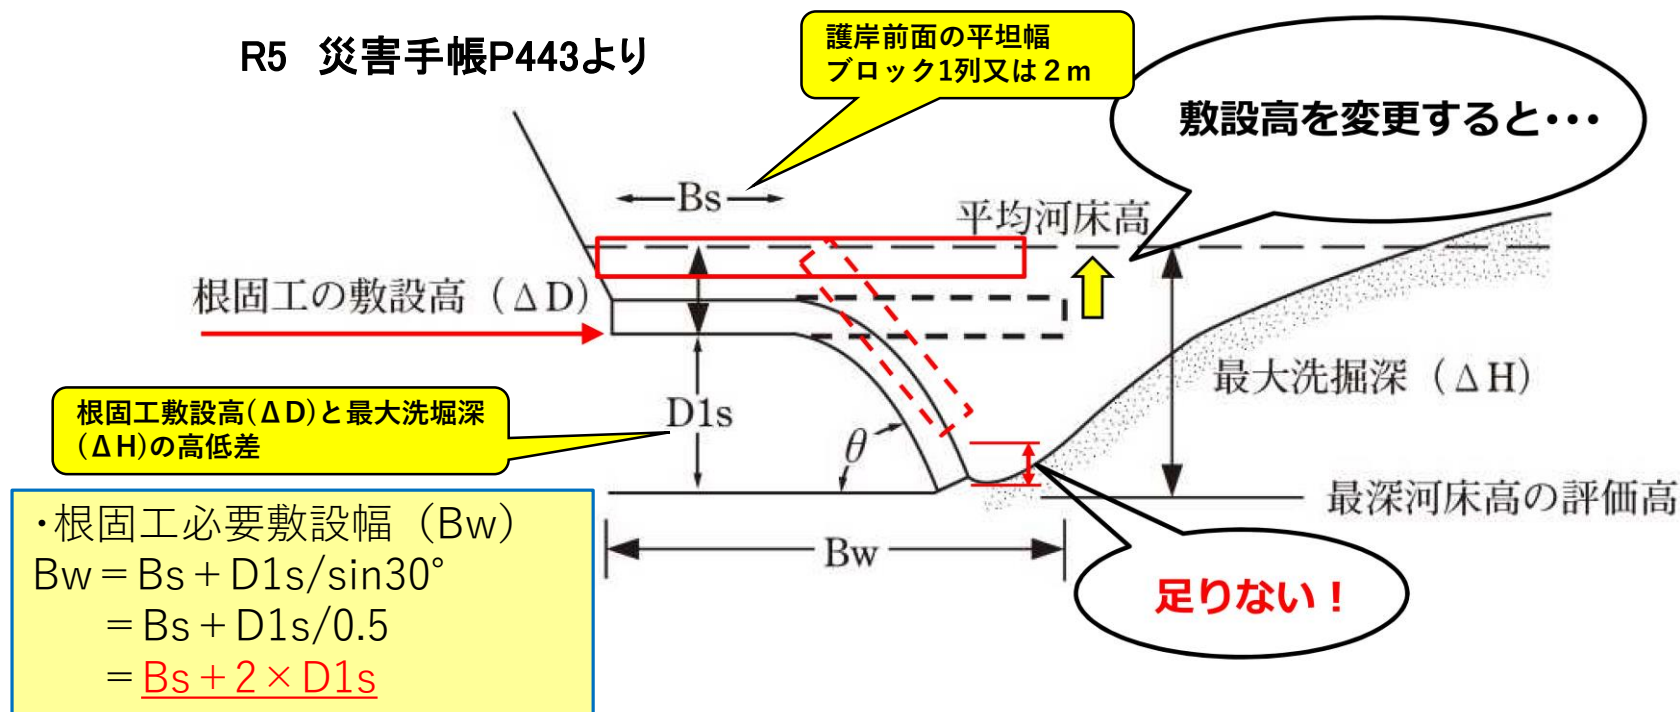 R5 災害手帳P443より
護岸前面の平坦幅
ブロック1列又は２ｍ
敷設高を変更すると・・・
Bs
平均河床高
根固工の敷設高（ΔD）
最大洗掘深（ΔH）
根固工敷設高(ΔD)と最大洗堀深
(ΔH)の高低差
D1s
θ
最深河床高の評価高
・根固工必要敷設幅（Bw）
Bw＝Bs＋D1s/sin30°
＝Bs＋D1s/0.5
＝Bs＋2×D1s
Bw
足りない！